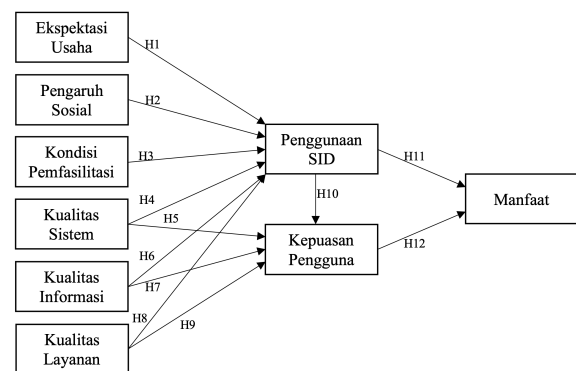 Ekspektasi
Usaha
H1
Pengaruh
Sosial
H2
Kondisi
Pemfasilitasi
H3
Kualitas
Sistem
H4
H5
Kualitas
Informasi
H6
H7
Kualitas
Layanan
H8
H9
Penggunaan
SID
H10
Kepuasan
Pengguna
H11
H12
Manfaat